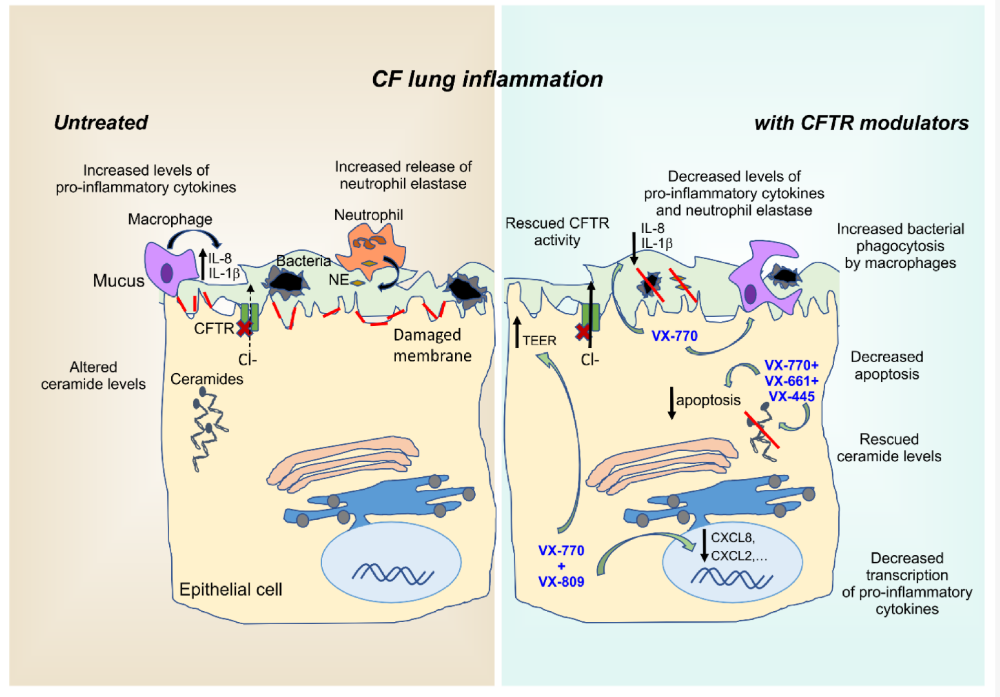 CF lung inflammation
Untreated
with CFTR modulators
Increased levels of
pro-inflammatory cytokines
Increased release of
neutrophil elastase
Macrophage
Neutrophil
IL-8
IL-1β
Bacteria
Mucus
NE
CFTR
Damaged
membrane
Cl-
Altered
ceramide levels
Ceramides
Epithelial cell
Decreased levels of
pro-inflammatory cytokines
and neutrophil elastase
Rescued CFTR
activity
IL-8
IL-1β
Increased bacterial
phagocytosis
by macrophages
TEER
VX-770
Cl-
Decreased
apoptosis
VX-770+
VX-661+
VX-445
apoptosis
Rescued
ceramide levels
VX-770
+
VX-809
CXCL8,
CXCL2,...
Decreased
transcription
of pro-inflammatory
cytokines